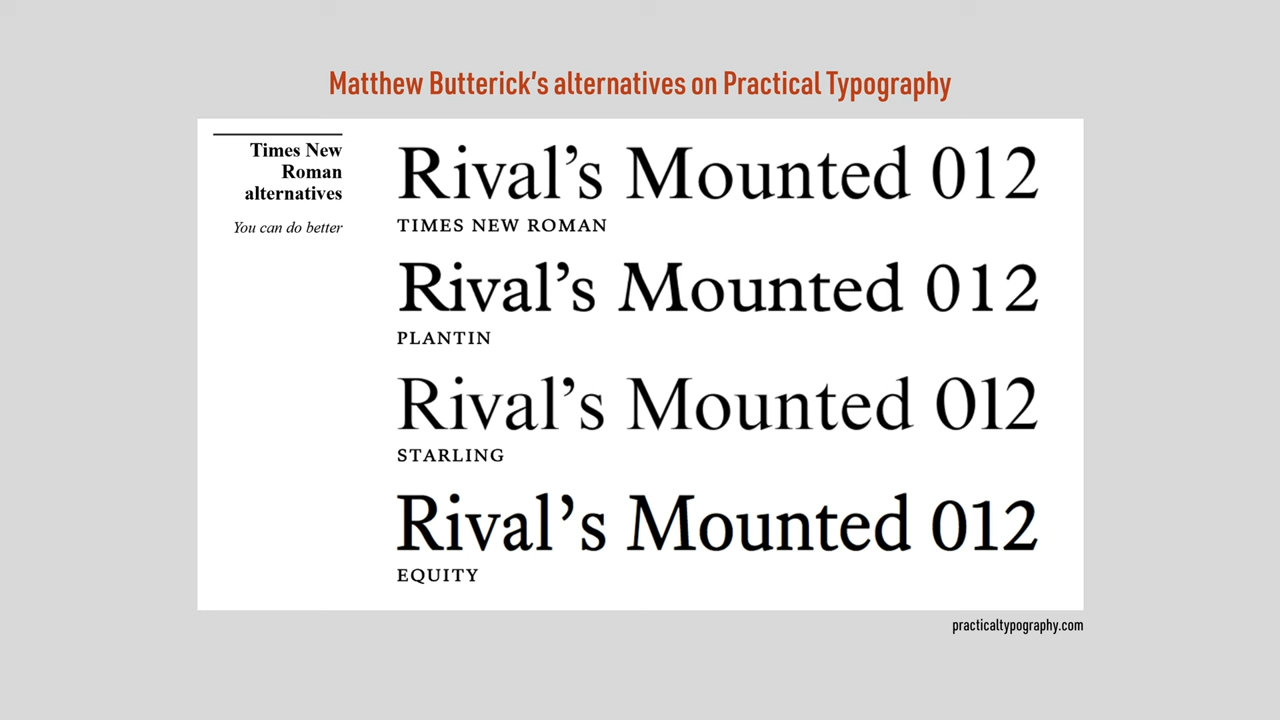 Matthew Butterick's alternatives on Practical Typography
Times New
Roman
alternatives
You can do better
Rival’s Mounted 012
TIMES NEW ROMAN
Rival’s Mounted 012
PLANTIN
Rival’s Mounted 012
STARLING
Rival’s Mounted 012
EQUITY
practicaltypography.com